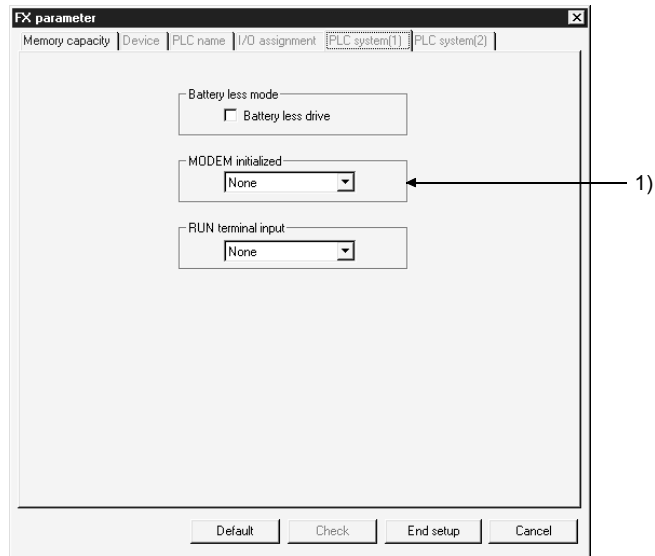 FX parameter
Memory capacity Device PLC name I/O assignment PLC system(1) PLC system(2)
Battery less mode
Battery less drive
MODEM initialized
None
1)
RUN terminal input
None
Default Check End setup Cancel